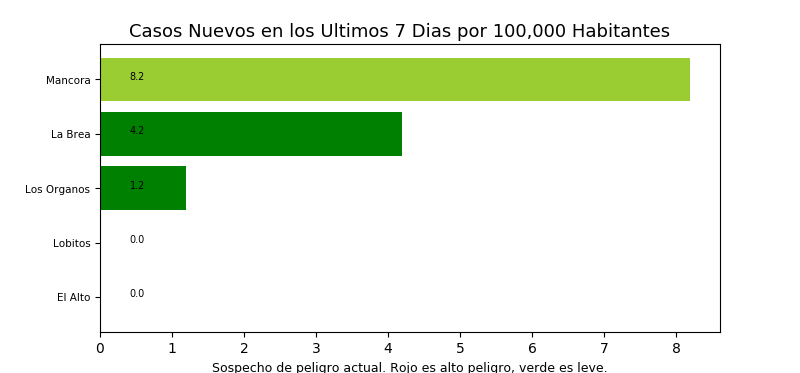 Casos Nuevos en los Ultimos 7 Dias por 100,000 Habitantes
Mancora 8.2
La Brea 4.2
Los Organos 1.2
Lobitos 0.0
El Alto 0.0
0 1 2 3 4 5 6 7 8
Sospecho de peligro actual. Rojo es alto peligro, verde es leve.